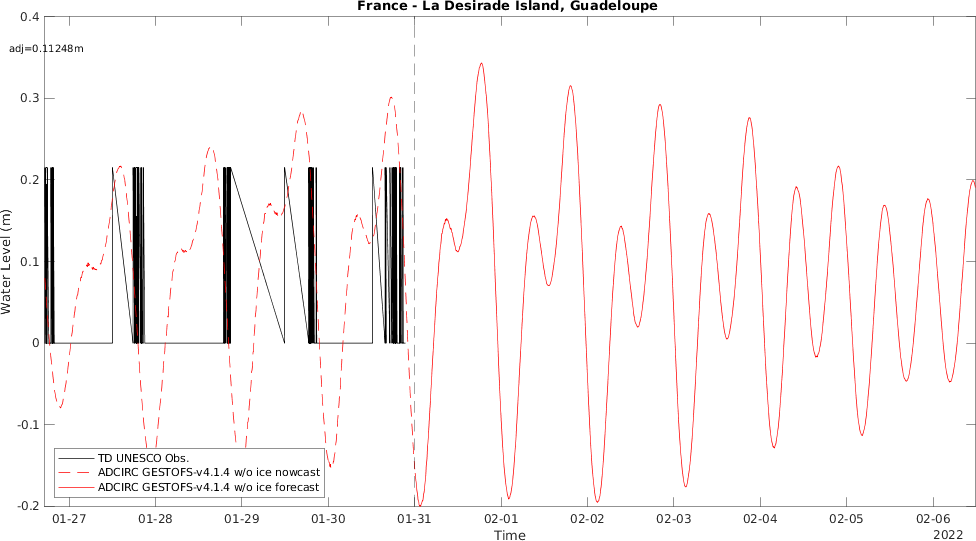 France - La Desirade Island, Guadeloupe
adj=0.11248m
Water Level (m)
0.4
0.3
0.2
0.1
0
-0.1
-0.2
TD UNESCO Obs.
ADCIRC GESTOFS-v4.1.4 w/o ice nowcast
ADCIRC GESTOFS-v4.1.4 w/o ice forecast
01-27 01-28 01-29 01-30 01-31 02-01 02-02 02-03 02-04 02-05 02-06
Time
2022